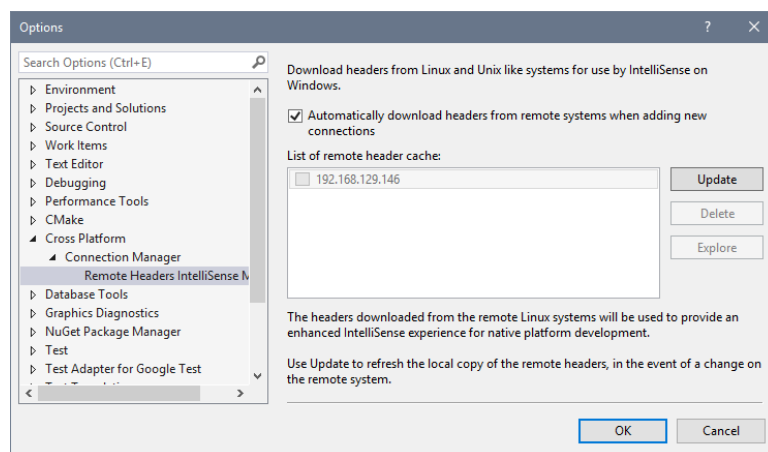 Options
Search Options (Ctrl+E)
Environment
Projects and Solutions
Source Control
Work Items
Text Editor
Debugging
Performance Tools
CMake
Cross Platform
Connection Manager
Remote Headers IntelliSense M
Database Tools
Graphics Diagnostics
NuGet Package Manager
Test
Test Adapter for Google Test
Download headers from Linux and Unix like systems for use by IntelliSense on
Windows.
Automatically download headers from remote systems when adding new
connections
List of remote header cache:
192.168.129.146
Update
Delete
Explore
The headers downloaded from the remote Linux systems will be used to provide an
enhanced IntelliSense experience for native platform development.
Use Update to refresh the local copy of the remote headers, in the event of a change on
the remote system.
OK
Cancel